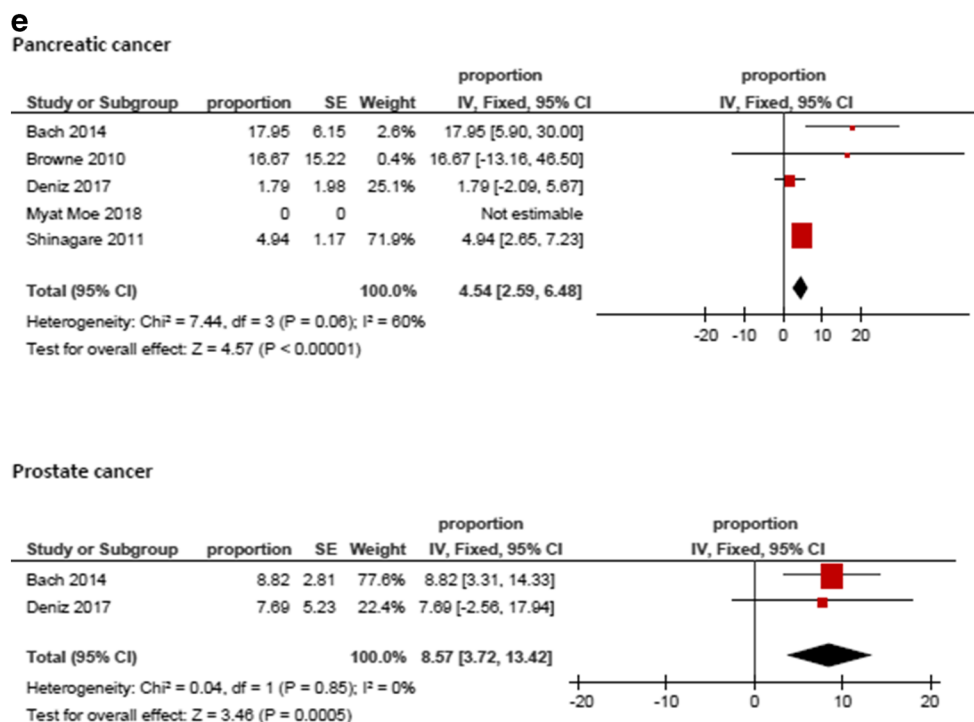 e
Pancreatic cancer
proportion proportion
Study or Subgroup proportion SE Weight IV, Fixed, 95% CI IV, Fixed, 95% CI
Bach 2014 17.95 6.15 2.6% 17.95 [5.90, 30.00]
Browne 2010 16.67 15.22 0.4% 16.67 [-13.16, 46.50]
Deniz 2017 1.79 1.98 25.1% 1.79 [-2.09, 5.67]
Myat Moe 2018 0 0 Not estimable
Shinagare 2011 4.94 1.17 71.9% 4.94 [2.65, 7.23]
Total (95% CI) 100.0% 4.54 [2.59, 6.48]
Heterogeneity: Chi² = 7.44, df = 3 (P = 0.06); I² = 60%
-20 -10 0 10 20
Test for overall effect: Z = 4.57 (P < 0.00001)
Prostate cancer
proportion proportion
Study or Subgroup proportion SE Weight IV, Fixed, 95% CI IV, Fixed, 95% CI
Bach 2014 8.82 2.81 77.6% 8.82 [3.31, 14.33]
Deniz 2017 7.69 5.23 22.4% 7.69 [-2.56, 17.94]
Total (95% CI) 100.0% 8.57 [3.72, 13.42]
Heterogeneity: Chi² = 0.04, df = 1 (P = 0.85); I² = 0%
-20 -10 0 10 20
Test for overall effect: Z = 3.46 (P = 0.0005)